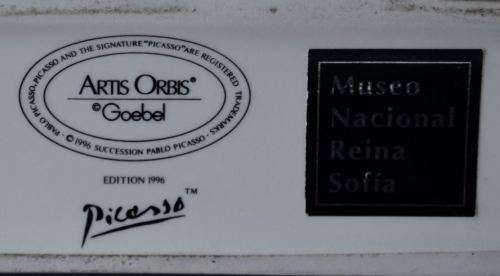 PABLO PICASSO, PICASSO AND THE SIGNATURE "PICASSO" ARE REGISTERED TRADEMARKS
ARTIS ORBIS®
©Goebel
- ©1996 SUCCESSION PABLO PICASSO -
EDITION 1996
Picasso™
Museo
Nacional
Reina
Sofía